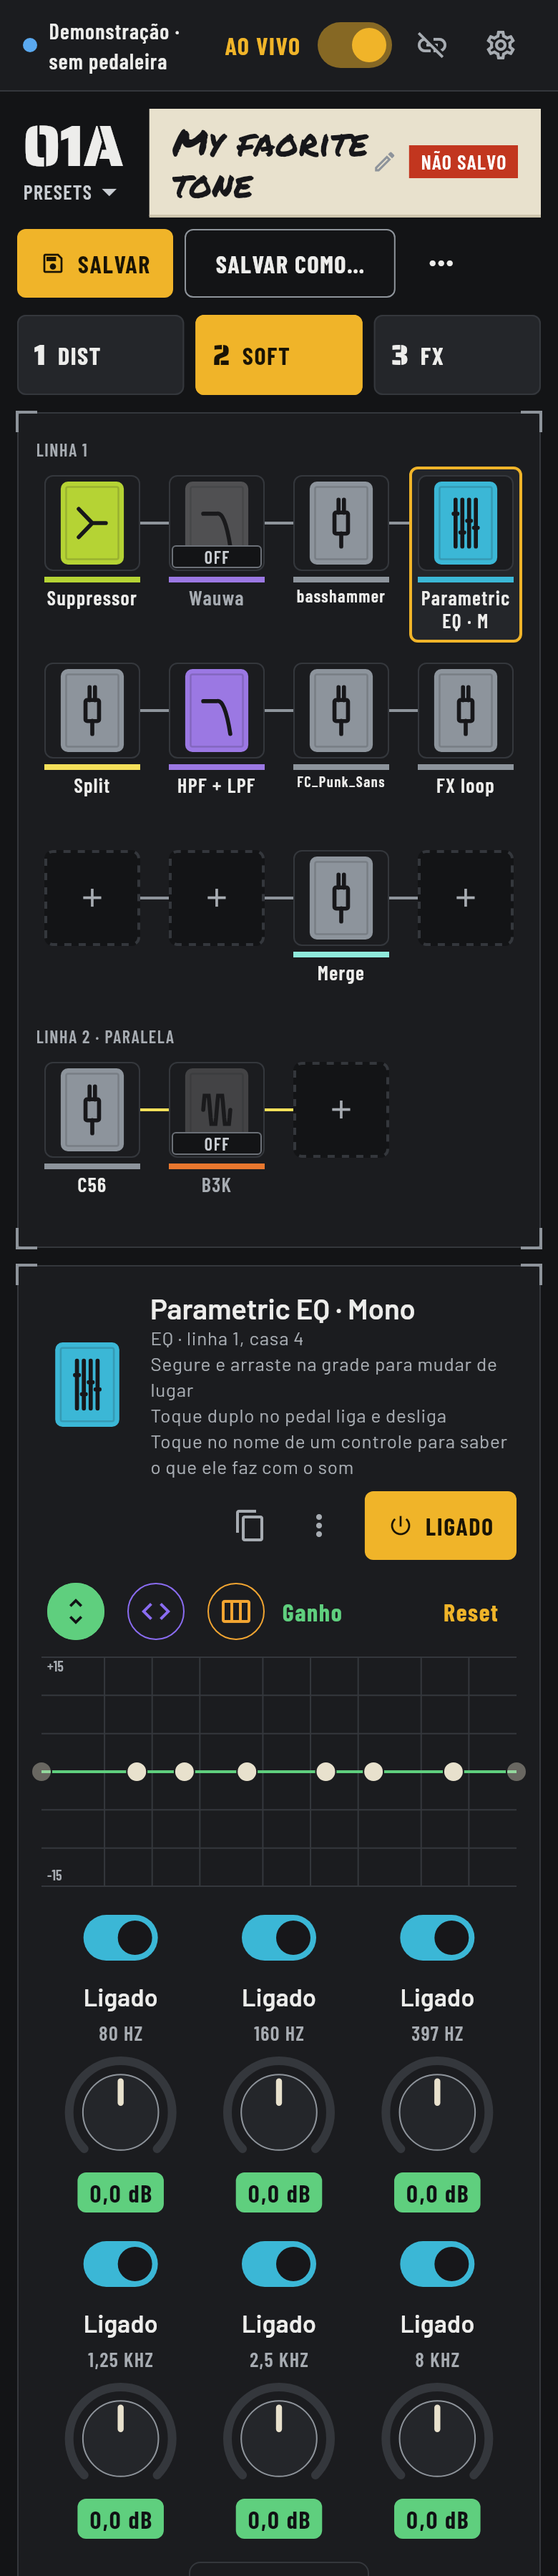 Demonstração ·
sem pedaleira
AO VIVO
01A
PRESETS
My faorite
tone
NÃO SALVO
SALVAR
SALVAR COMO...
1 DIST
2 SOFT
3 FX
LINHA 1
OFF
Suppressor
Wauwa
basshammer
Parametric
EQ · M
Split
HPF + LPF
FC_Punk_Sans
FX loop
Merge
LINHA 2 · PARALELA
OFF
C56
B3K
Parametric EQ · Mono
EQ · linha 1, casa 4
Segure e arraste na grade para mudar de
lugar
Toque duplo no pedal liga e desliga
Toque no nome de um controle para saber
o que ele faz com o som
LIGADO
Ganho
Reset
+15
-15
Ligado
Ligado
Ligado
80 HZ
160 HZ
397 HZ
0,0 dB
0,0 dB
0,0 dB
Ligado
Ligado
Ligado
1,25 KHZ
2,5 KHZ
8 KHZ
0,0 dB
0,0 dB
0,0 dB